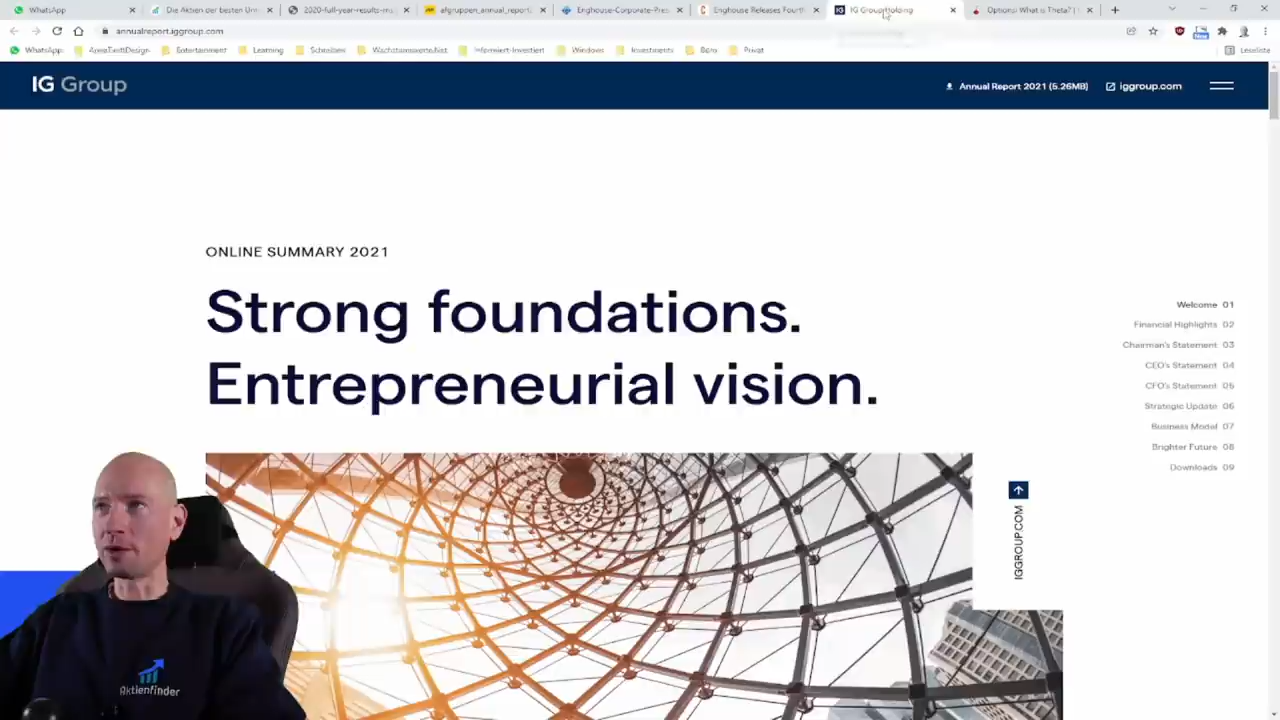 WhatsApp
Die Aktien der besten Unt
2020-full-year-results-m
afgruppen_annual_report
Enghouse-Corporate-Pres
Enghouse Releases Fourth
IG Group Holding
Options! What is Theta? |
annualreport.iggroup.com
WhatsApp
Entertainment
Learning
Schreiben
Informiert-Investiert
Windows
Investments
Büro
Privat
Leseliste
IG Group
Annual Report 2021 (5.26MB)
iggroup.com
ONLINE SUMMARY 2021
Strong foundations.
Entrepreneurial vision.
Welcome 01
Financial Highlights 02
Chairman's Statement 03
CEO's Statement 04
CFO's Statement 05
Strategic Update 06
Business Model 07
Brighter Future 08
Downloads 09
IGGROUP.COM
Aktienfinder